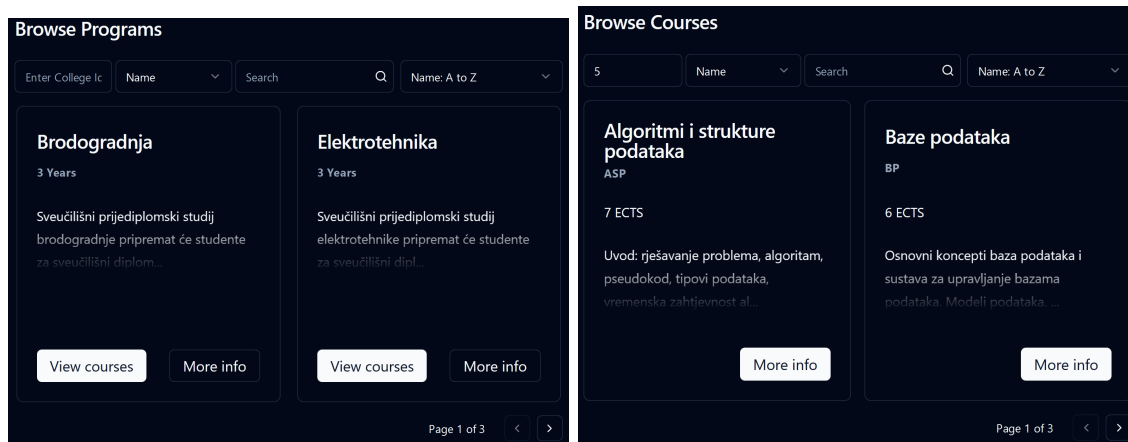 Browse Programs
Enter College Ic
Name
Search
Name: A to Z
Brodogradnja
3 Years
Sveučilišni prijediplomski studij
brodogradnje pripremat će studente
za sveučilišni diplom...
View courses
More info
Elektrotehnika
3 Years
Sveučilišni prijediplomski studij
elektrotehnike pripremat će studente
za sveučilišni dipl...
View courses
More info
Page 1 of 3
Browse Courses
5
Name
Search
Name: A to Z
Algoritmi i strukture
podataka
ASP
7 ECTS
Uvod: rješavanje problema, algoritam,
pseudokod, tipovi podataka,
vremenska zahtjevnost al...
More info
Baze podataka
BP
6 ECTS
Osnovni koncepti baza podataka i
sustava za upravljanje bazama
podataka. Modeli podataka. ...
More info
Page 1 of 3